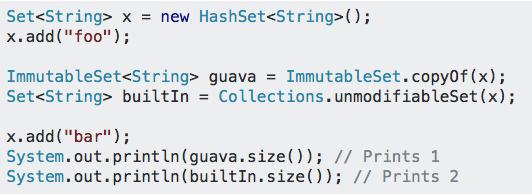 Set<String> x = new HashSet<String>();
x.add("foo");
ImmutableSet<String> guava = ImmutableSet.copyOf(x);
Set<String> builtIn = Collections.unmodifiableSet(x);
x.add("bar");
System.out.println(guava.size()); // Prints 1
System.out.println(builtIn.size()); // Prints 2